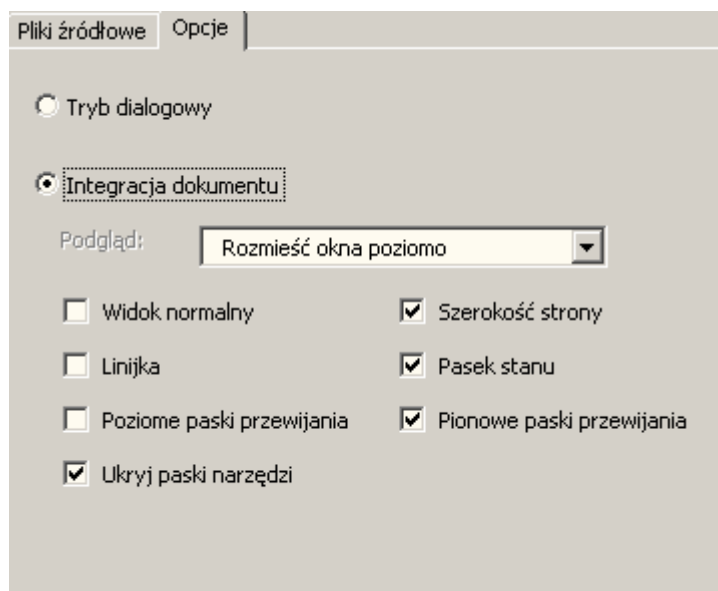 Pliki źródłowe Opcje
Tryb dialogowy
Integracja dokumentu
Podgląd: Rozmieść okna poziomo
Widok normalny Szerokość strony
Linijka Pasek stanu
Poziome paski przewijania Pionowe paski przewijania
Ukryj paski narzędzi